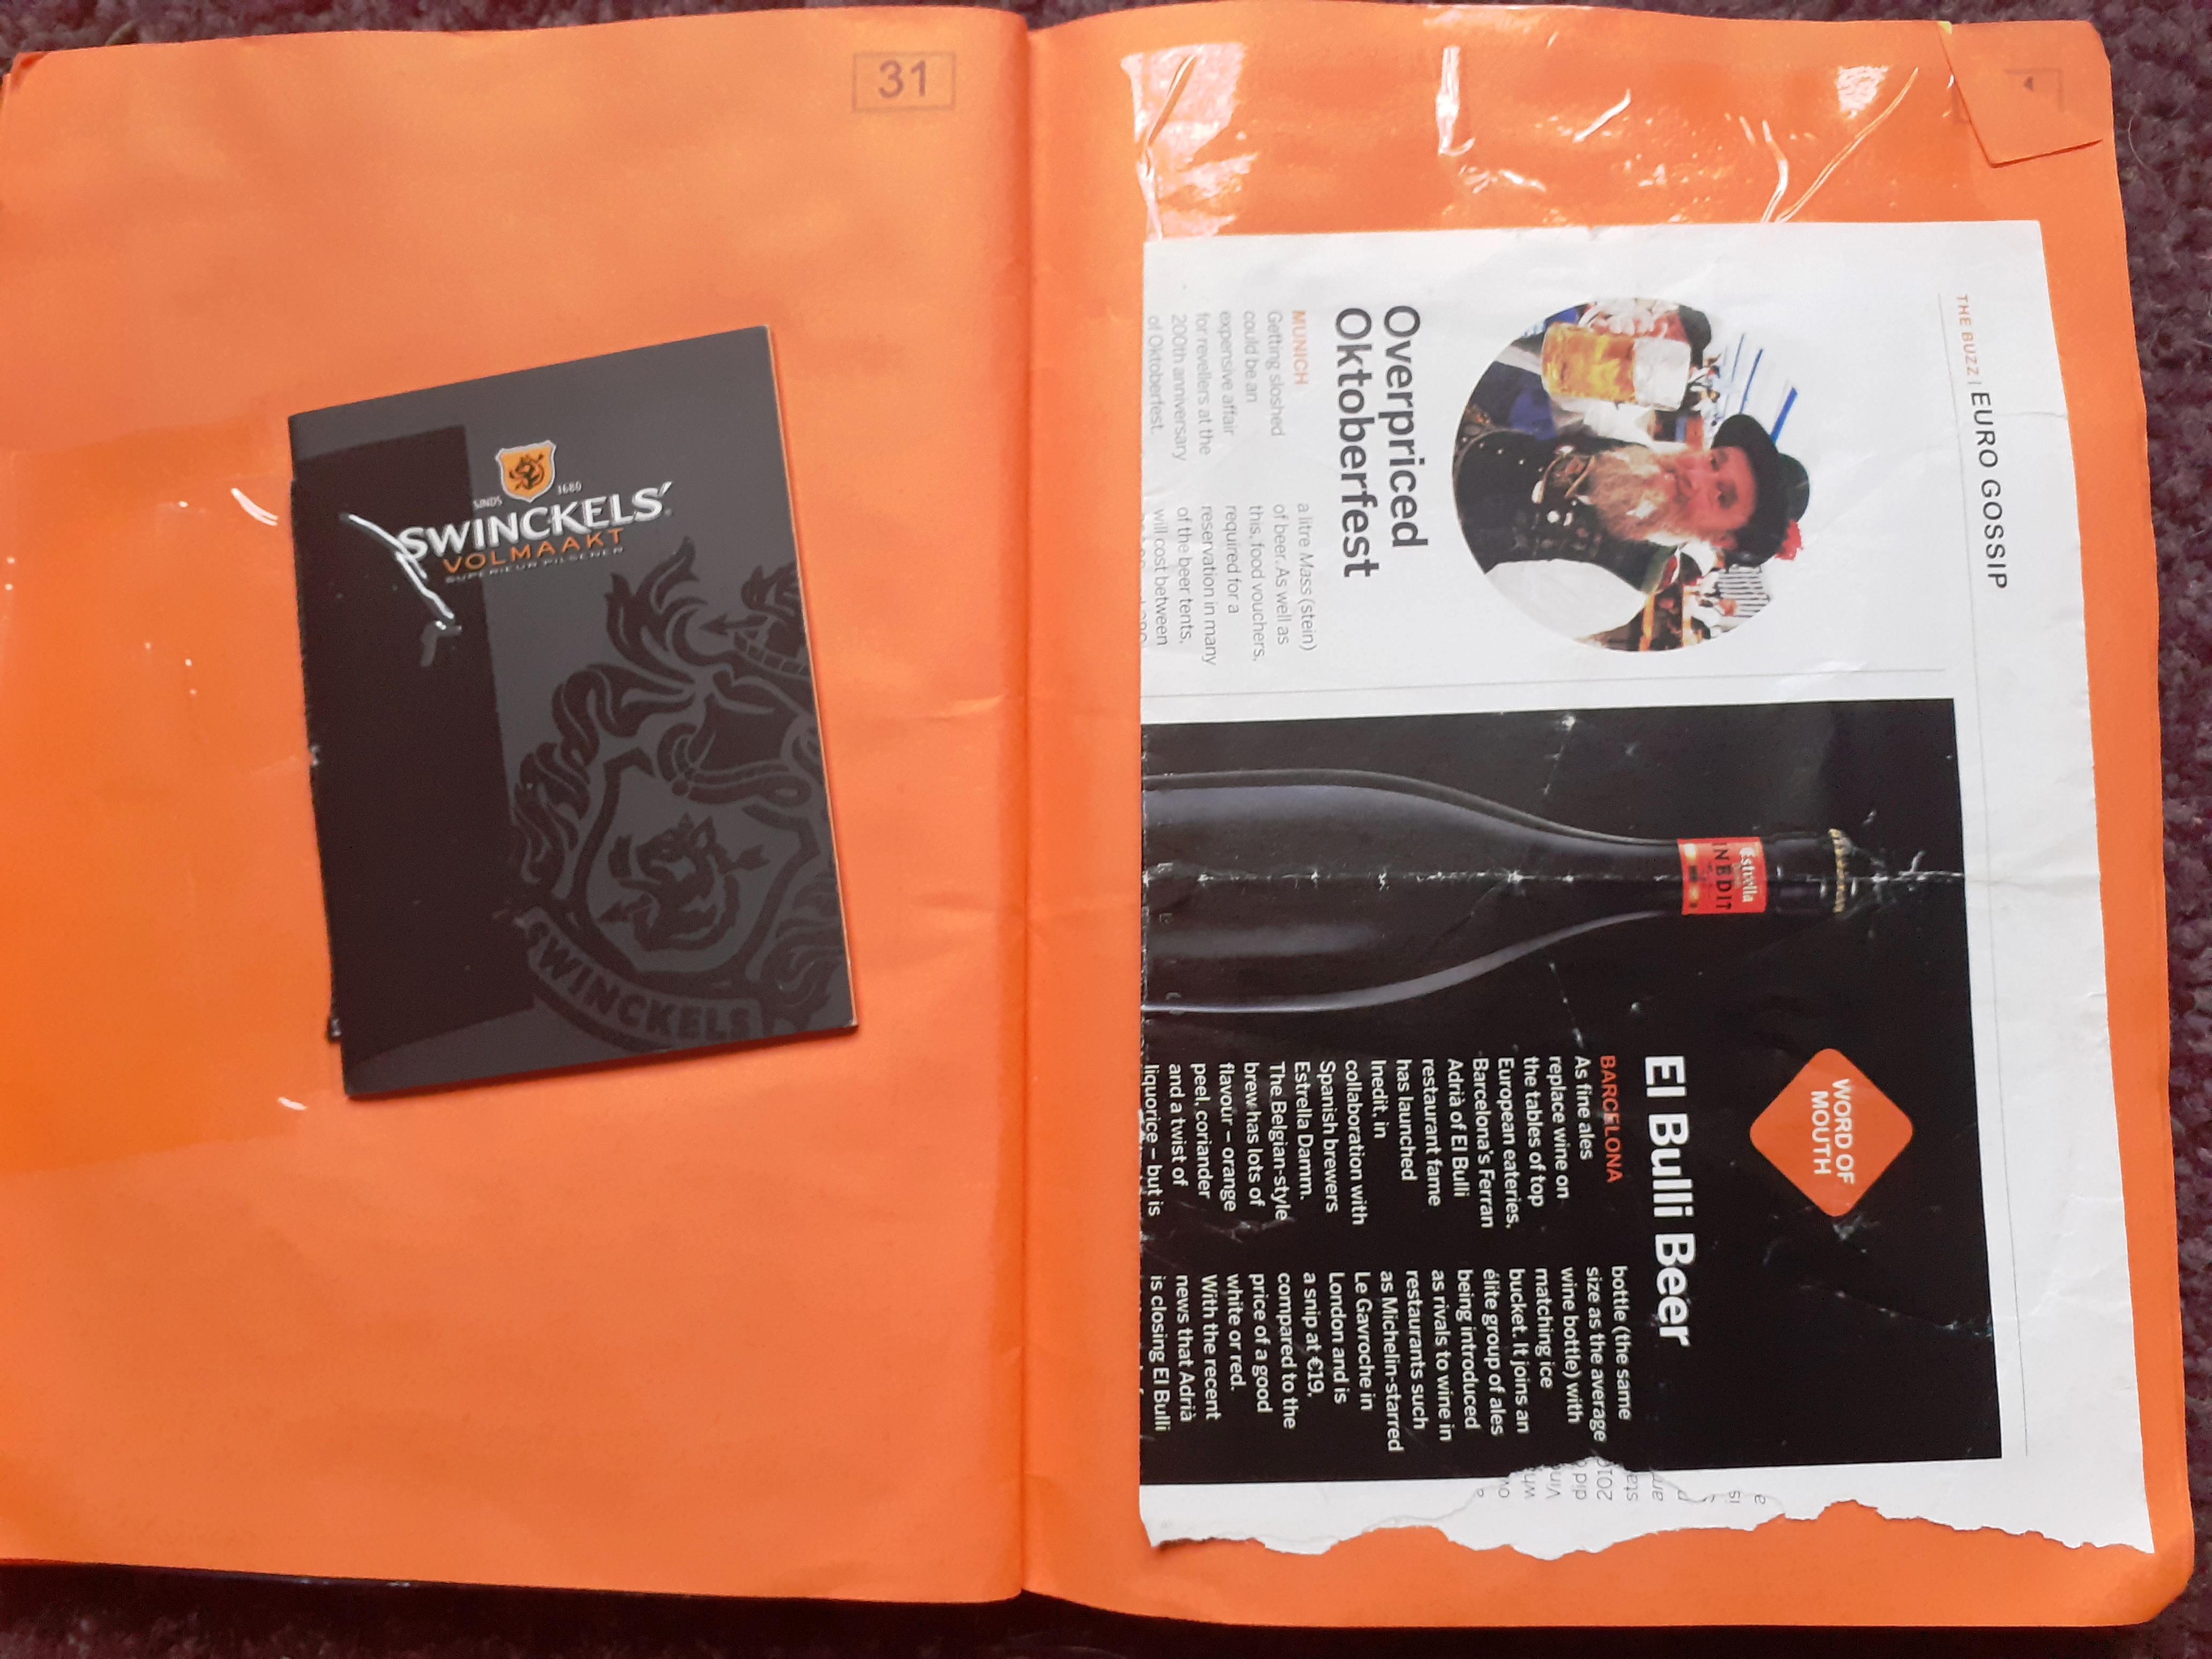 31
SINDS 1680
SWINCKELS'
VOLMAAKT
SUPERIEUR PILSENER
SWINCKELS
THE BUZZ | EURO GOSSIP
Overpriced
Oktoberfest
MUNICH
Getting sloshed
could be an
expensive affair
for revellers at the
200th anniversary
of Oktoberfest.
a litre Mass (stein)
of beer. As well as
this, food vouchers,
required for a
reservation in many
of the beer tents,
will cost between
Estrella
INEDIT
WORD OF
MOUTH
El Bulli Beer
BARCELONA
As fine ales
replace wine on
the tables of top
European eateries,
Barcelona's Ferran
Adrià of El Bulli
restaurant fame
has launched
Inedit, in
collaboration with
Spanish brewers
Estrella Damm.
The Belgian-style
brew has lots of
flavour – orange
peel, coriander
and a twist of
liquorice – but is
bottle (the same
size as the average
wine bottle) with
matching ice
bucket. It joins an
élite group of ales
being introduced
as rivals to wine in
restaurants such
as Michelin-starred
Le Gavroche in
London and is
a snip at €19,
compared to the
price of a good
white or red.
With the recent
news that Adrià
is closing El Bulli